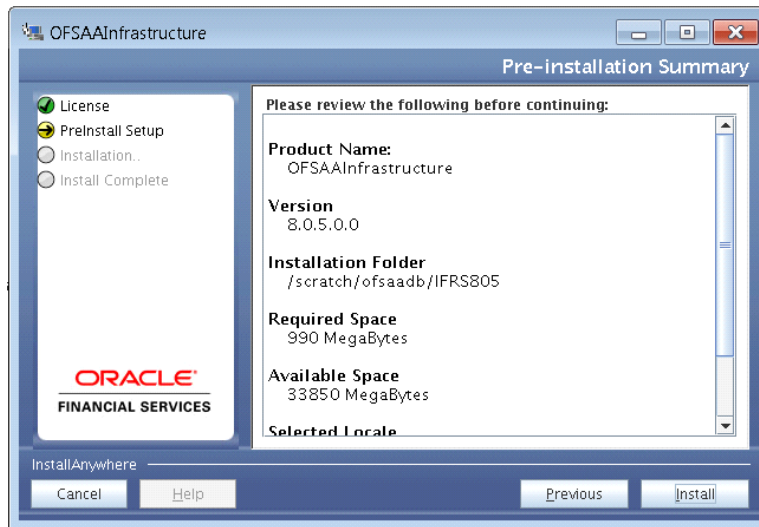 OFSAAInfrastructure
Pre-installation Summary
License
PreInstall Setup
Installation..
Install Complete
ORACLE®
FINANCIAL SERVICES
Please review the following before continuing:
Product Name:
OFSAAInfrastructure
Version
8.0.5.0.0
Installation Folder
/scratch/ofsaadb/IFRS805
Required Space
990 MegaBytes
Available Space
33850 MegaBytes
Selected Locale
InstallAnywhere
Cancel
Help
Previous
Install